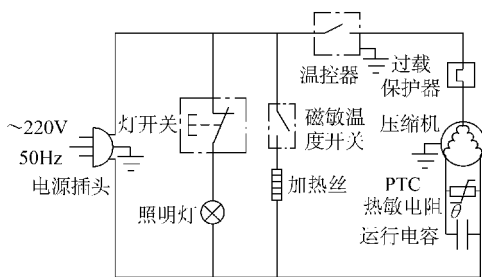 温控器
过载
保护器
~220V
50Hz
电源插头
灯开关
磁敏温
度开关
压缩机
照明灯
加热丝
PTC
热敏电阻
θ
运行电容